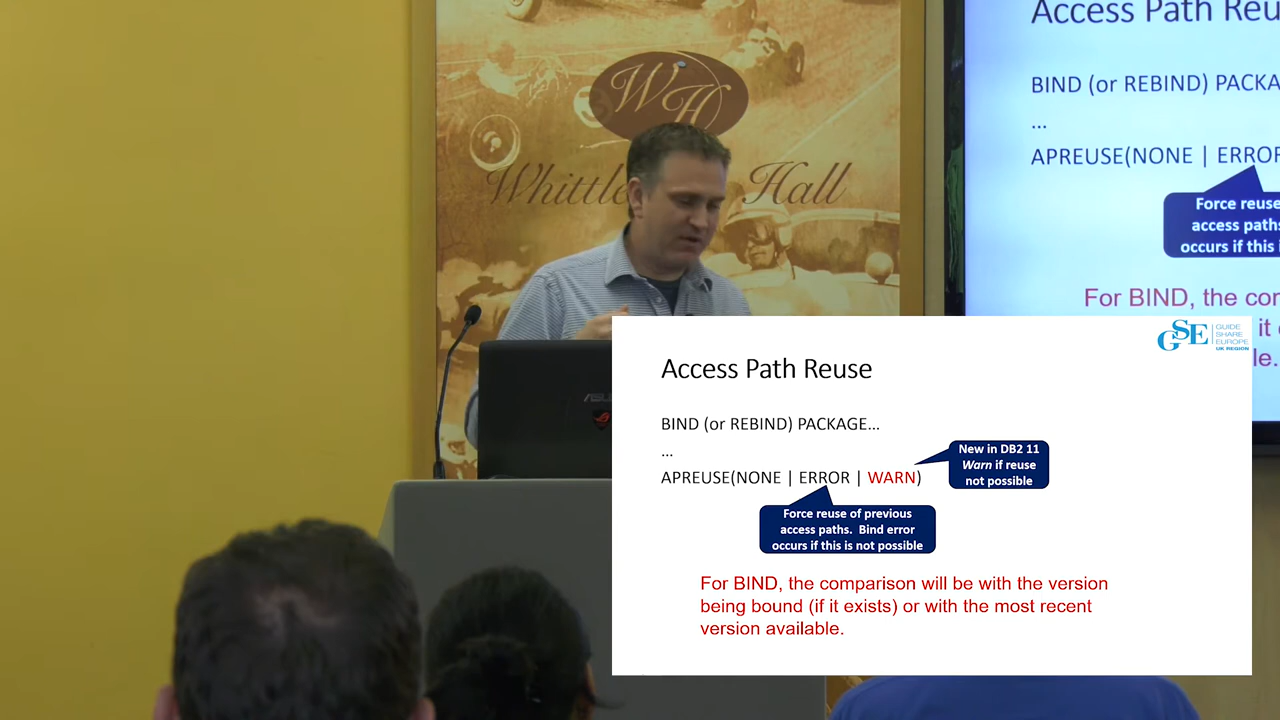 WH
Whittle Hall
Access Path Reu
BIND (or REBIND) PACKA
...
APREUSE(NONE | ERROR
Force reuse
access paths
occurs if this i
For BIND, the cor
it
le.
ASUS
GSE
GUIDE
SHARE
EUROPE
UK REGION
Access Path Reuse
BIND (or REBIND) PACKAGE...
...
APREUSE(NONE | ERROR | WARN)
New in DB2 11
Warn if reuse
not possible
Force reuse of previous
access paths. Bind error
occurs if this is not possible
For BIND, the comparison will be with the version
being bound (if it exists) or with the most recent
version available.